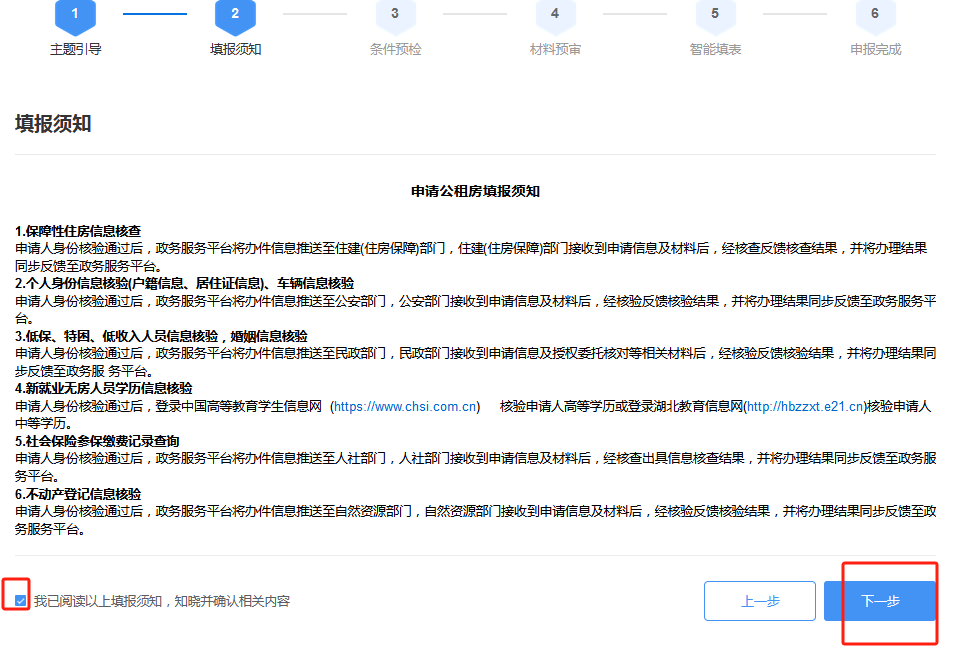 1 2 3 4 5 6
主题引导 填报须知 条件预检 材料预审 智能填表 申报完成
填报须知
申请公租房填报须知
1.保障性住房信息核查
申请人身份核验通过后，政务服务平台将办件信息推送至住建(住房保障)部门，住建(住房保障)部门接收到申请信息及材料后，经核查反馈核查结果，并将办理结果
同步反馈至政务服务平台。
2.个人身份信息核验(户籍信息、居住证信息)、车辆信息核验
申请人身份核验通过后，政务服务平台将办件信息推送至公安部门，公安部门接收到申请信息及材料后，经核验反馈核验结果，并将办理结果同步反馈至政务服务平
台。
3.低保、特困、低收入人员信息核验，婚姻信息核验
申请人身份核验通过后，政务服务平台将办件信息推送至民政部门，民政部门接收到申请信息及授权委托核对等相关材料后，经核验反馈核验结果，并将办理结果同
步反馈至政务服 务平台。
4.新就业无房人员学历信息核验
申请人身份核验通过后，登录中国高等教育学生信息网 (https://www.chsi.com.cn) 核验申请人高等学历或登录湖北教育信息网(http://hbzzxt.e21.cn)核验申请人
中等学历。
5.社会保险参保缴费记录查询
申请人身份核验通过后，政务服务平台将办件信息推送至人社部门，人社部门接收到申请信息及材料后，经核查出具信息核查结果，并将办理结果同步反馈至政务服
务平台。
6.不动产登记信息核验
申请人身份核验通过后，政务服务平台将办件信息推送至自然资源部门，自然资源部门接收到申请信息及材料后，经核验反馈核验结果，并将办理结果同步反馈至政
务服务平台。
我已阅读以上填报须知，知晓并确认相关内容 上一步 下一步